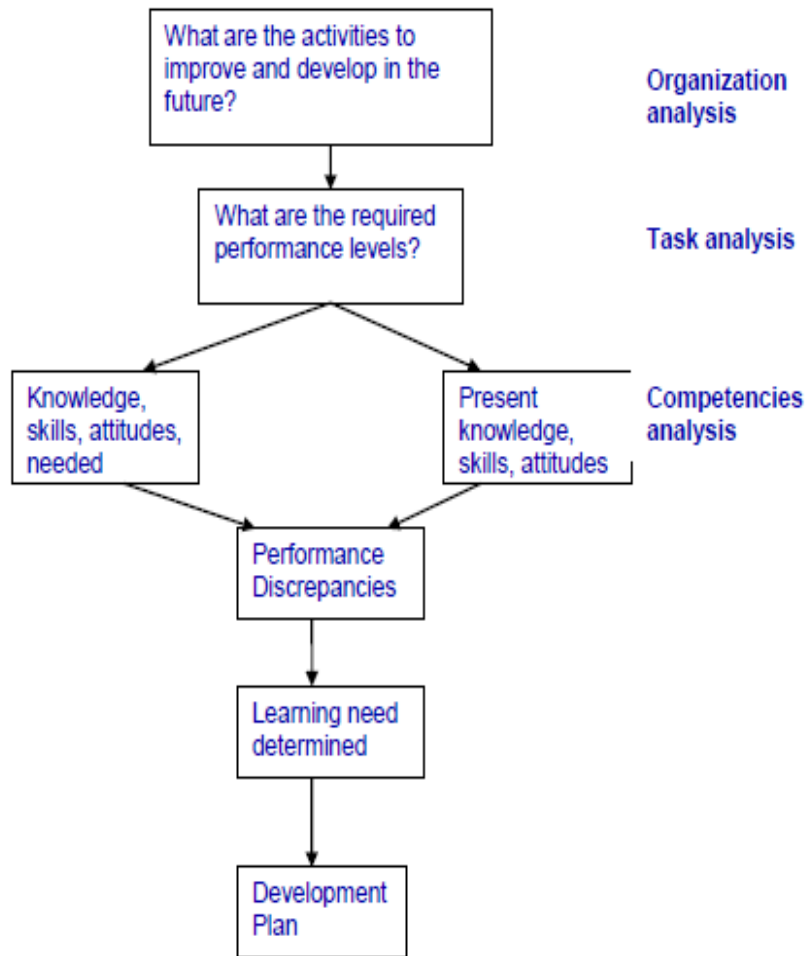 What are the activities to
improve and develop in the
future?
Organization
analysis
What are the required
performance levels?
Task analysis
Knowledge,
skills, attitudes,
needed
Present
knowledge,
skills, attitudes
Competencies
analysis
Performance
Discrepancies
Learning need
determined
Development
Plan